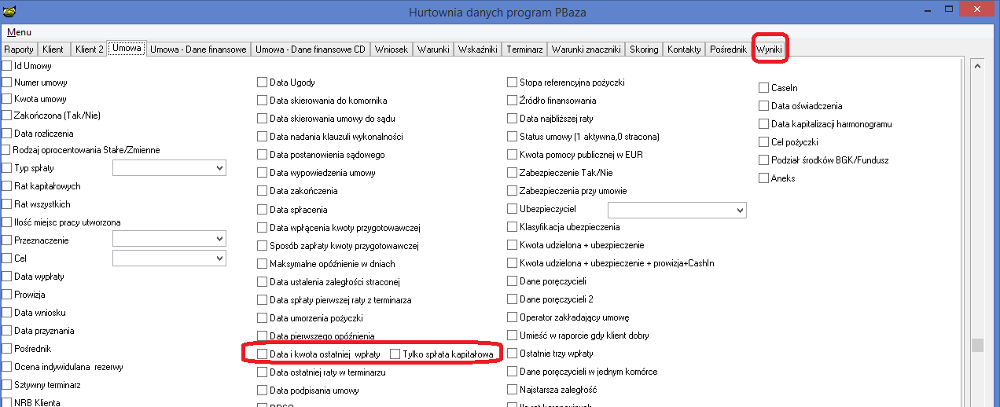 Hurtownia danych program PBaza
Menu
Raporty Klient Klient 2 Umowa Umowa - Dane finansowe Umowa - Dane finansowe CD Wniosek Warunki Wskaźniki Terminarz Warunki znaczniki Skoring Kontakty Pośrednik Wyniki
Id Umowy
Numer umowy
Kwota umowy
Zakończona (Tak/Nie)
Data rozliczenia
Rodzaj oprocentowania Stałe/Zmienne
Typ spłaty
Rat kapitałowych
Rat wszystkich
Ilość miejsc pracy utworzona
Przeznaczenie
Cel
Data wypłaty
Prowizja
Data wniosku
Data przyznania
Pośrednik
Ocena indywidulana rezerwy
Sztywny terminarz
NRB Klienta
Data Ugody
Data skierowania do komornika
Data skierowania umowy do sądu
Data nadania klauzuli wykonalności
Data postanowienia sądowego
Data wypowiedzenia umowy
Data zakończenia
Data spłacenia
Data wpłącenia kwoty przygotowawczej
Sposób zapłaty kwoty przygotowawczej
Maksymalne opóźnienie w dniach
Data ustalenia zaległości straconej
Data spłaty pierwszej raty z terminarza
Data umorzenia pożyczki
Data pierwszego opóźnienia
Data i kwota ostatniej wpłaty Tylko spłata kapitałowa
Data ostatniej raty w terminarzu
Data podpisania umowy
Stopa referencyjna pożyczki
Źródło finansowania
Data najbliższej raty
Status umowy (1 aktywna,0 stracona)
Kwota pomocy publicznej w EUR
Zabezpieczenie Tak/Nie
Zabezpieczenia przy umowie
Ubezpieczyciel
Klasyfikacja ubezpieczenia
Kwota udzielona + ubezpieczenie
Kwota udzielona + ubezpieczenie + prowizja+CashIn
Dane poręczycieli
Dane poręczycieli 2
Operator zakładający umowę
Umieść w raporcie gdy klient dobry
Ostatnie trzy wpłaty
Dane poręczycieli w jednym komórce
Najstarsza zaległość
CaseIn
Data oświadczenia
Data kapitalizacji harmonogramu
Cel pożyczki
Podział środków BGK/Fundusz
Aneks